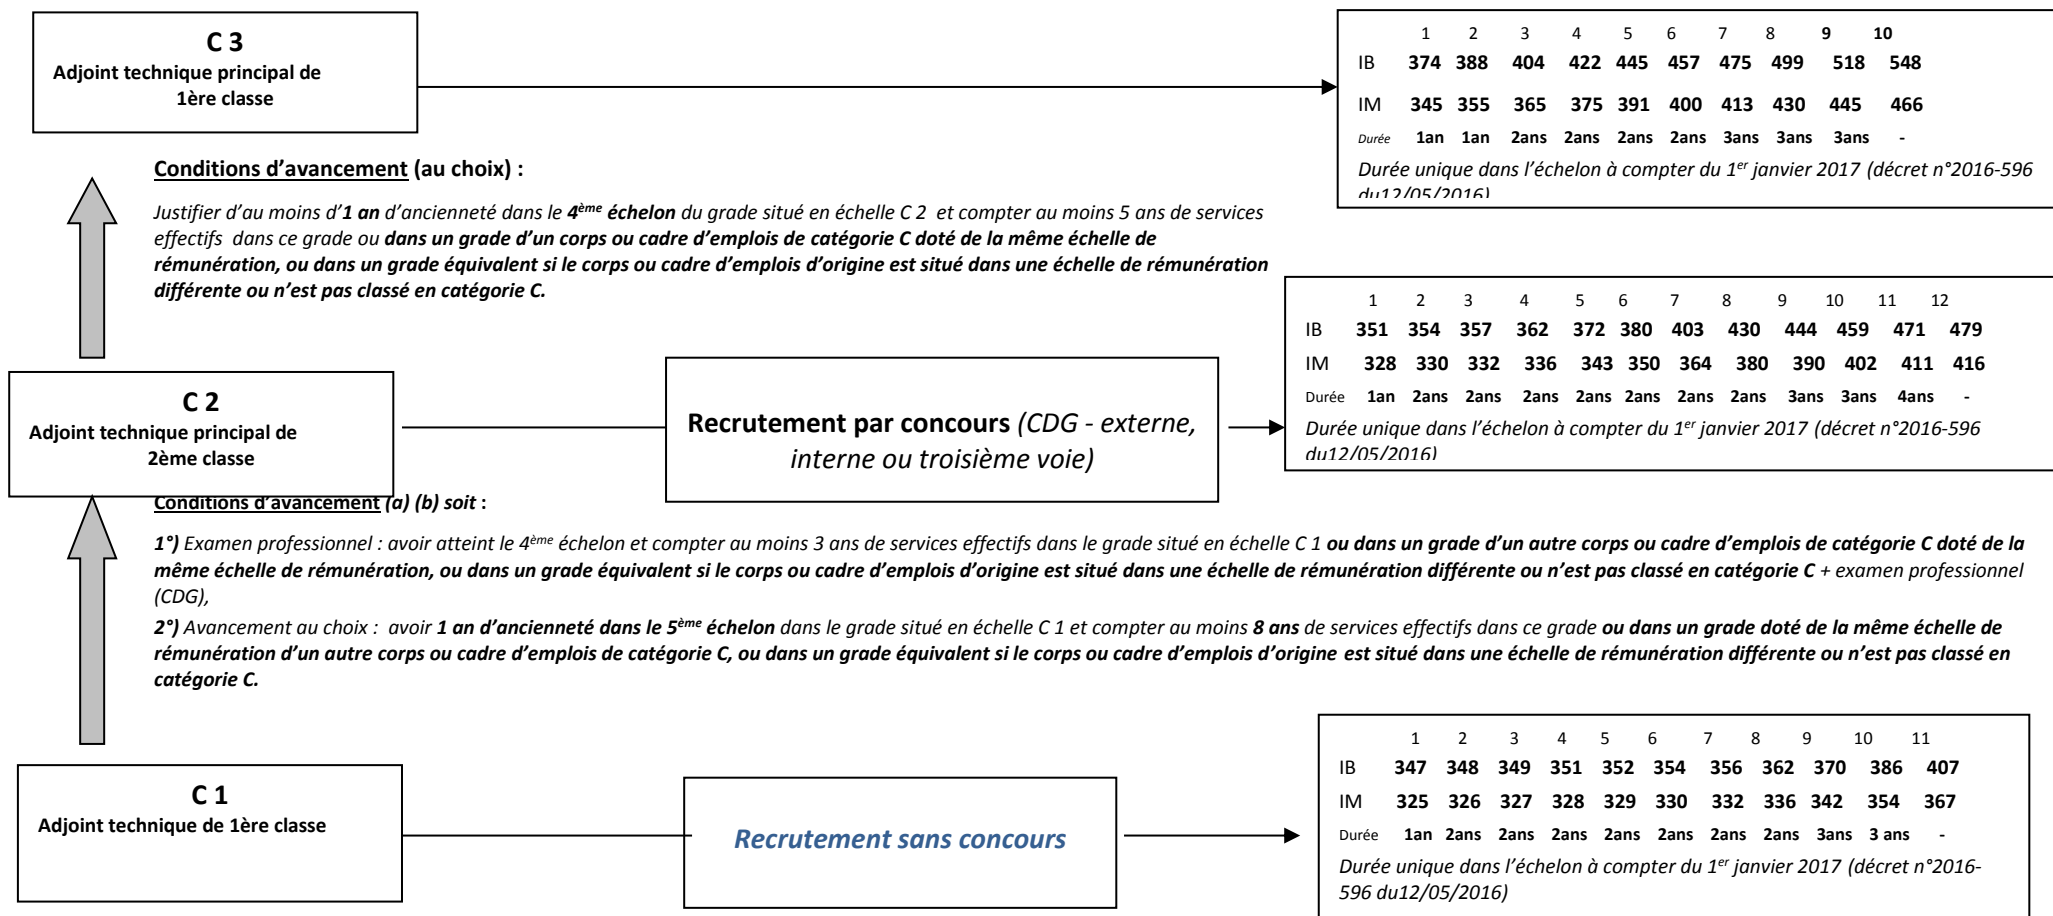 C 3
Adjoint technique principal de
1ère classe
1 2 3 4 5 6 7 8 9 10
IB 374 388 404 422 445 457 475 499 518 548
IM 345 355 365 375 391 400 413 430 445 466
Durée 1an 1an 2ans 2ans 2ans 2ans 3ans 3ans 3ans -
Durée unique dans l'échelon à compter du 1er janvier 2017 (décret n°2016-596
du12/05/2016)
Conditions d'avancement (au choix) :
Justifier d'au moins d'1 an d'ancienneté dans le 4ème échelon du grade situé en échelle C 2 et compter au moins 5 ans de services
effectifs dans ce grade ou dans un grade d'un corps ou cadre d'emplois de catégorie C doté de la même échelle de
rémunération, ou dans un grade équivalent si le corps ou cadre d'emplois d'origine est situé dans une échelle de rémunération
différente ou n'est pas classé en catégorie C.
C 2
Adjoint technique principal de
2ème classe
Recrutement par concours (CDG - externe,
interne ou troisième voie)
1 2 3 4 5 6 7 8 9 10 11 12
IB 351 354 357 362 372 380 403 430 444 459 471 479
IM 328 330 332 336 343 350 364 380 390 402 411 416
Durée 1an 2ans 2ans 2ans 2ans 2ans 2ans 2ans 3ans 3ans 4ans -
Durée unique dans l'échelon à compter du 1er janvier 2017 (décret n°2016-596
du12/05/2016)
Conditions d'avancement (a) (b) soit :
1°) Examen professionnel : avoir atteint le 4ème échelon et compter au moins 3 ans de services effectifs dans le grade situé en échelle C 1 ou dans un grade d'un autre corps ou cadre d'emplois de catégorie C doté de la
même échelle de rémunération, ou dans un grade équivalent si le corps ou cadre d'emplois d'origine est situé dans une échelle de rémunération différente ou n'est pas classé en catégorie C + examen professionnel
(CDG),
2°) Avancement au choix : avoir 1 an d'ancienneté dans le 5ème échelon dans le grade situé en échelle C 1 et compter au moins 8 ans de services effectifs dans ce grade ou dans un grade doté de la même échelle de
rémunération d'un autre corps ou cadre d'emplois de catégorie C, ou dans un grade équivalent si le corps ou cadre d'emplois d'origine est situé dans une échelle de rémunération différente ou n'est pas classé en
catégorie C.
C 1
Adjoint technique de 1ère classe
Recrutement sans concours
1 2 3 4 5 6 7 8 9 10 11
IB 347 348 349 351 352 354 356 362 370 386 407
IM 325 326 327 328 329 330 332 336 342 354 367
Durée 1an 2ans 2ans 2ans 2ans 2ans 2ans 2ans 3ans 3 ans -
Durée unique dans l'échelon à compter du 1er janvier 2017 (décret n°2016-
596 du12/05/2016)